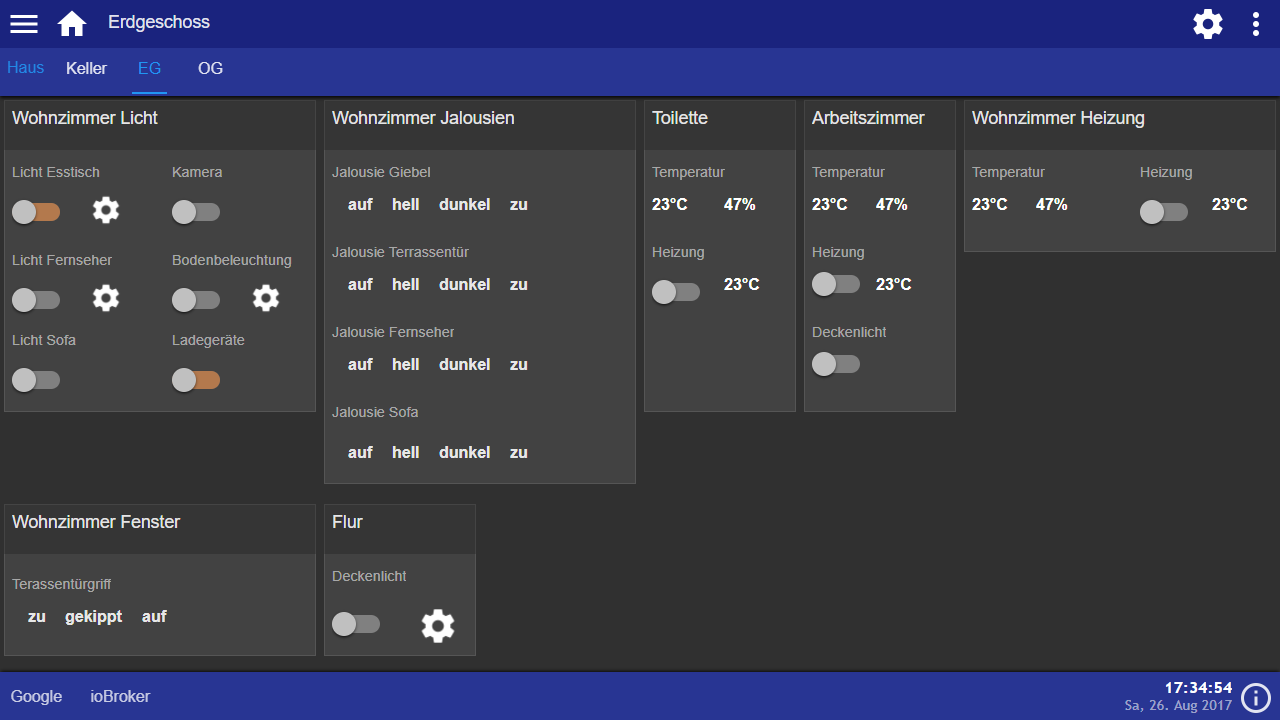 Erdgeschoss
Haus Keller EG OG
Wohnzimmer Licht
Licht Esstisch Kamera
Licht Fernseher Bodenbeleuchtung
Licht Sofa Ladegeräte
Wohnzimmer Jalousien
Jalousie Giebel
auf hell dunkel zu
Jalousie Terrassentür
auf hell dunkel zu
Jalousie Fernseher
auf hell dunkel zu
Jalousie Sofa
auf hell dunkel zu
Toilette
Temperatur
23°C 47%
Heizung
23°C
Arbeitszimmer
Temperatur
23°C 47%
Heizung
23°C
Deckenlicht
Wohnzimmer Heizung
Temperatur Heizung
23°C 47% 23°C
Wohnzimmer Fenster
Terassentürgriff
zu gekippt auf
Flur
Deckenlicht
Google ioBroker
17:34:54
Sa, 26. Aug 2017